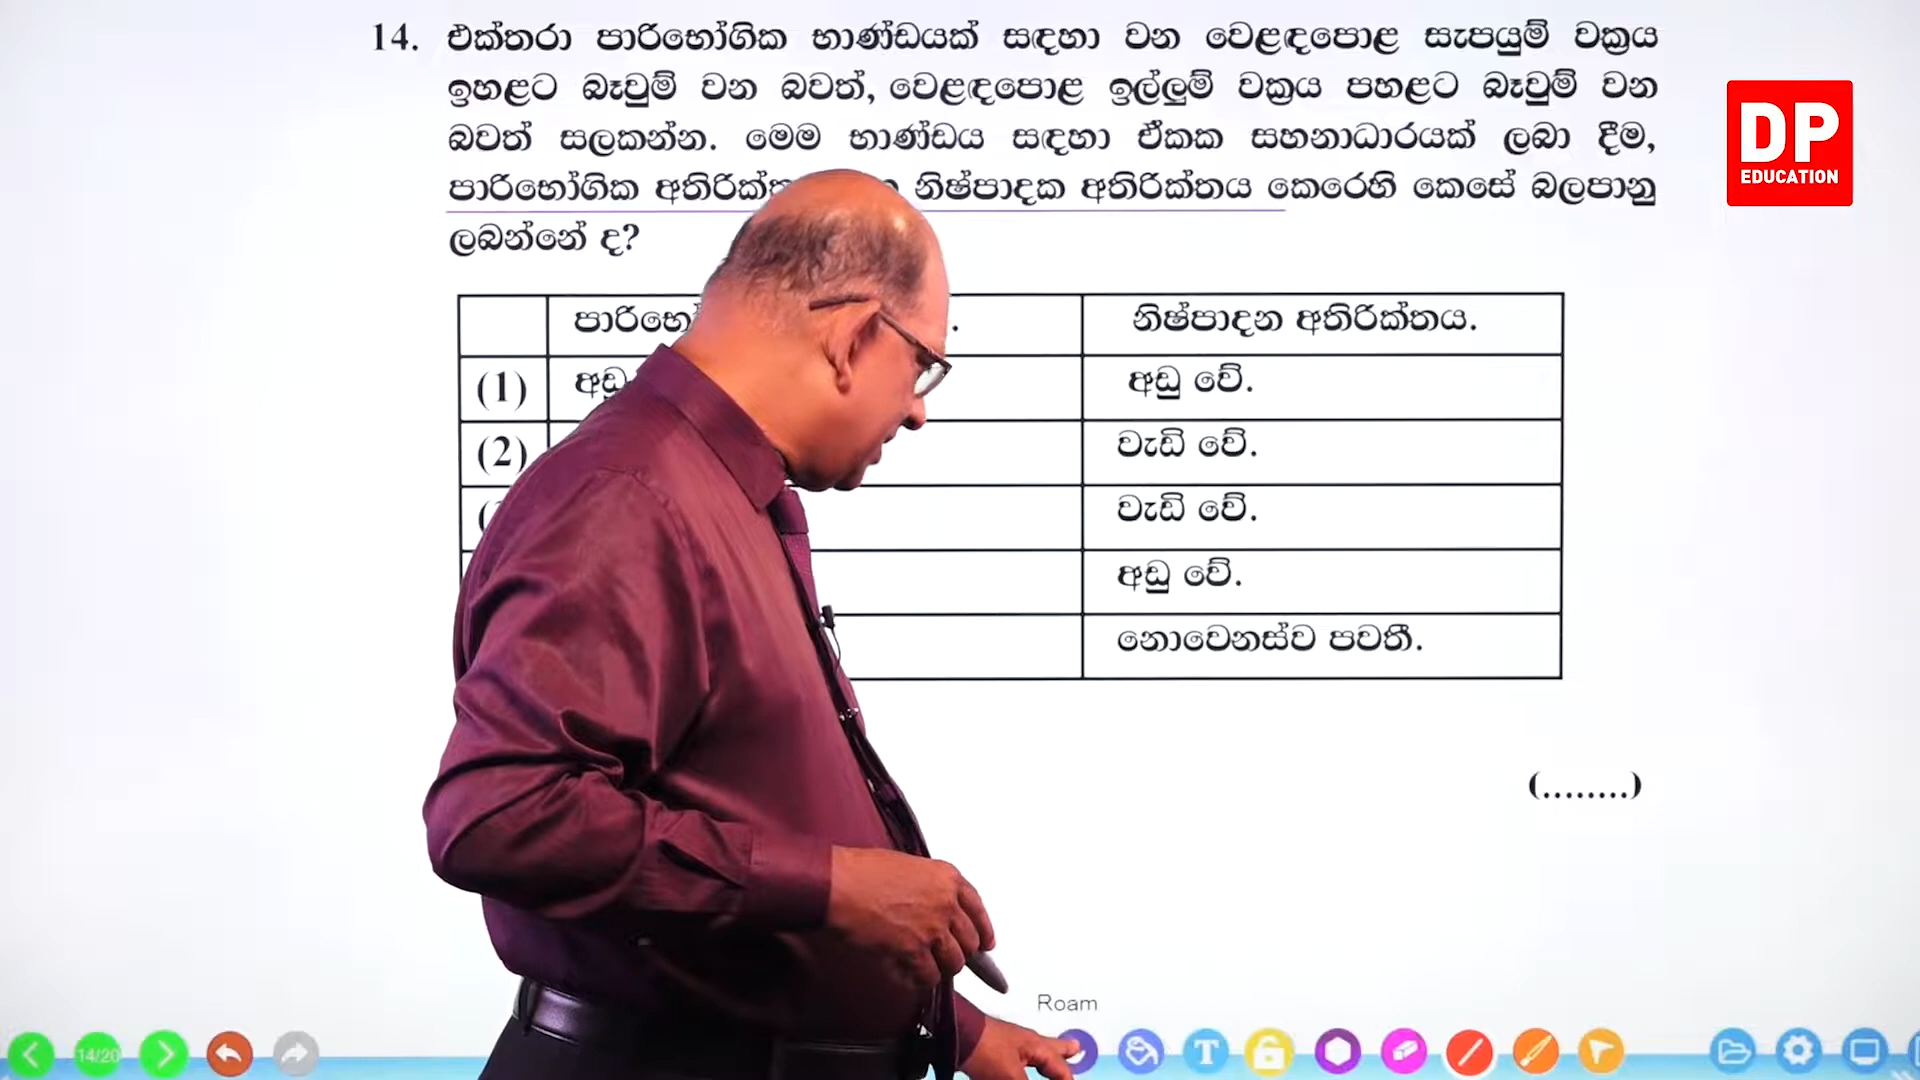 14. එක්තරා පාරිභෝගික භාණ්ඩයක් සඳහා වන වෙළඳපොළ සැපයුම් වක්‍රය
ඉහළට බෑවුම් වන බවත්, වෙළඳපොළ ඉල්ලුම් වක්‍රය පහළට බෑවුම් වන
බවත් සලකන්න. මෙම භාණ්ඩය සඳහා ඒකක සහනාධාරයක් ලබා දීම,
පාරිභෝගික නිෂ්පාදක අතිරික්තය කෙරෙහි කෙසේ බලපානු
ලබන්නේ ද?
DP
EDUCATION
නිෂ්පාදන අතිරික්තය.
(1) අඩු වේ.
(2) වැඩි වේ.
වැඩි වේ.
අඩු වේ.
නොවෙනස්ව පවතී.
(........)
Roam
14/20
T